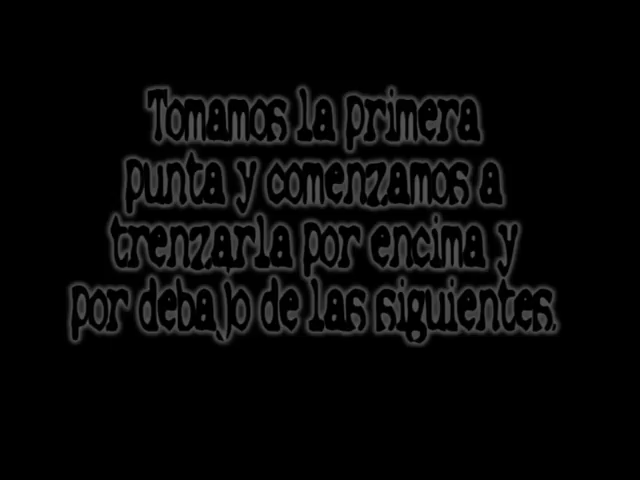 Tomamos la primera
punta y comenzamos a
trenzarla por encima y
por debajo de las siguientes.